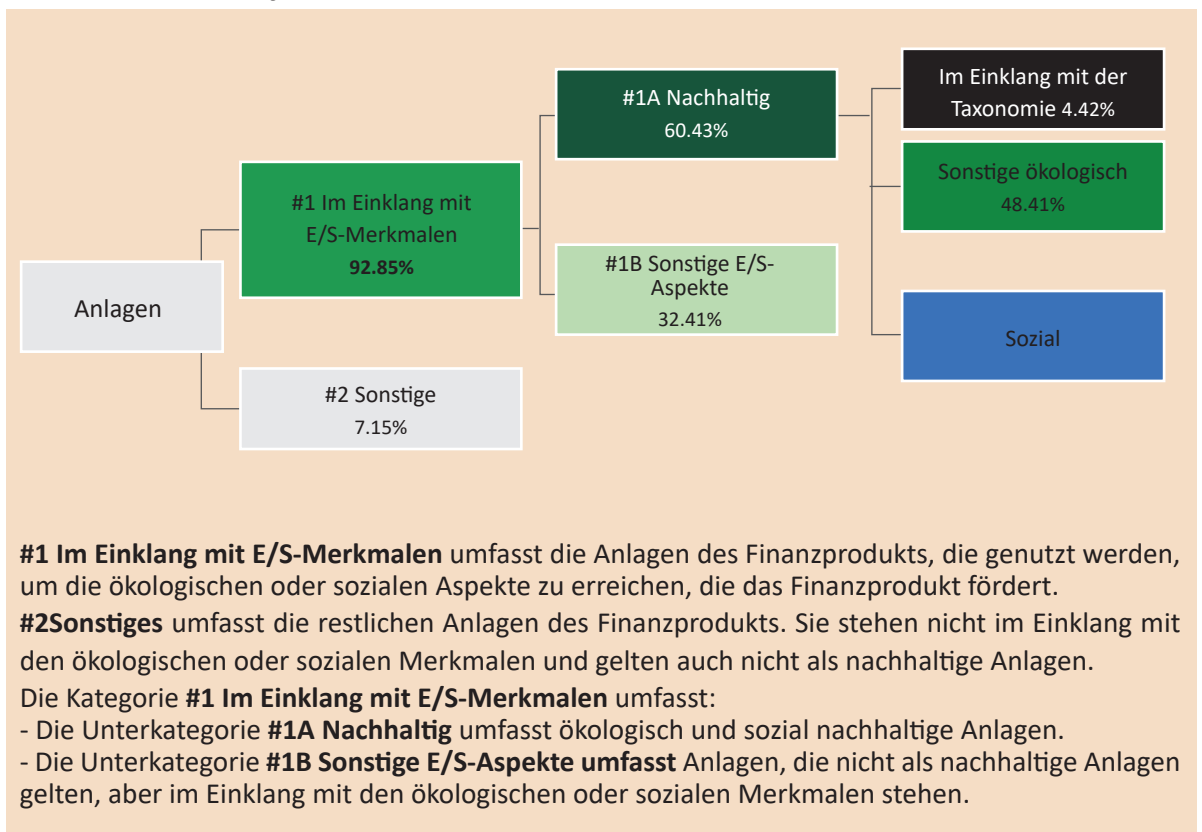 Anlagen
#1 Im Einklang mit
E/S-Merkmalen
92.85%
#2 Sonstige
7.15%
#1A Nachhaltig
60.43%
#1B Sonstige E/S-
Aspekte
32.41%
Im Einklang mit der
Taxonomie 4.42%
Sonstige ökologisch
48.41%
Sozial
#1 Im Einklang mit E/S-Merkmalen umfasst die Anlagen des Finanzprodukts, die genutzt werden,
um die ökologischen oder sozialen Aspekte zu erreichen, die das Finanzprodukt fördert.
#2Sonstiges umfasst die restlichen Anlagen des Finanzprodukts. Sie stehen nicht im Einklang mit
den ökologischen oder sozialen Merkmalen und gelten auch nicht als nachhaltige Anlagen.
Die Kategorie #1 Im Einklang mit E/S-Merkmalen umfasst:
- Die Unterkategorie #1A Nachhaltig umfasst ökologisch und sozial nachhaltige Anlagen.
- Die Unterkategorie #1B Sonstige E/S-Aspekte umfasst Anlagen, die nicht als nachhaltige Anlagen
gelten, aber im Einklang mit den ökologischen oder sozialen Merkmalen stehen.